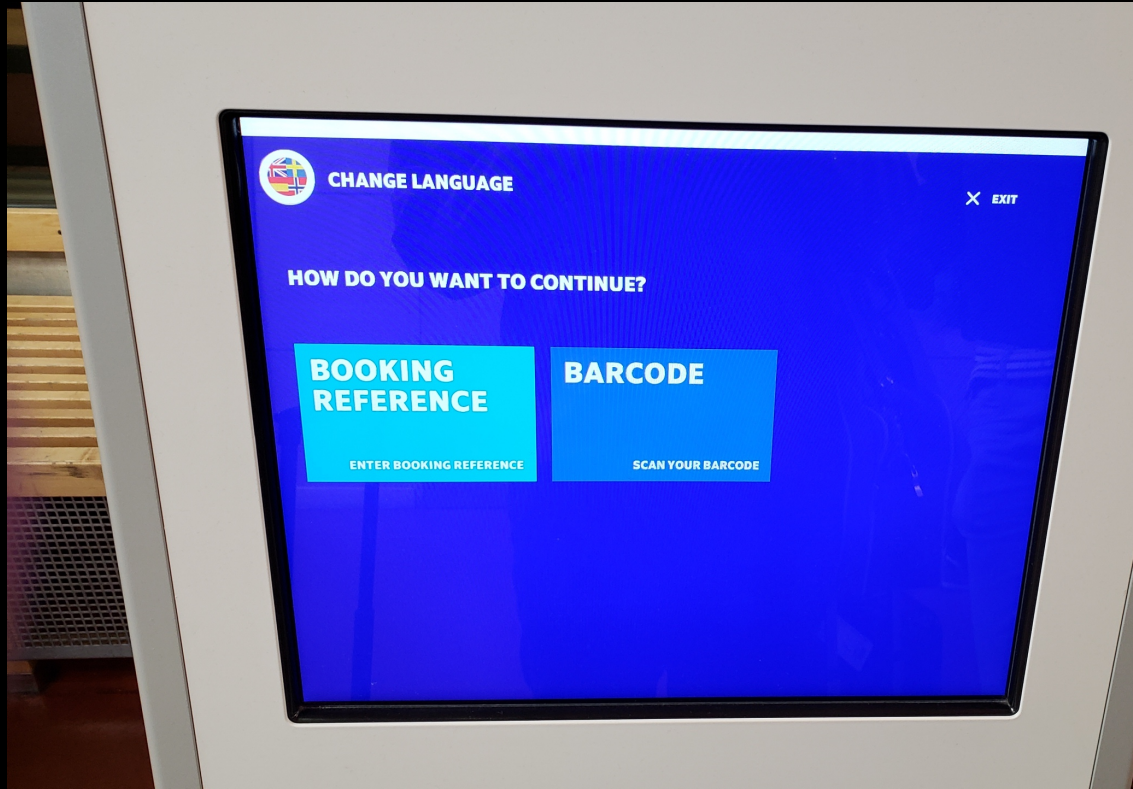 CHANGE LANGUAGE
EXIT
HOW DO YOU WANT TO CONTINUE?
BOOKING
REFERENCE
ENTER BOOKING REFERENCE
BARCODE
SCAN YOUR BARCODE